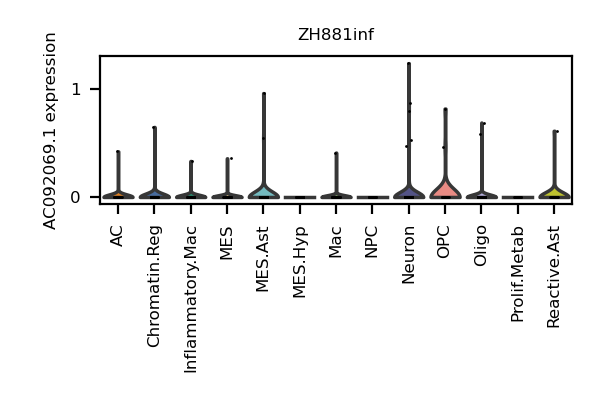 ZH881inf
AC092069.1 expression
1
0
AC
Chromatin.Reg
Inflammatory.Mac
MES
MES.Ast
MES.Hyp
Mac
NPC
Neuron
OPC
Oligo
Prolif.Metab
Reactive.Ast